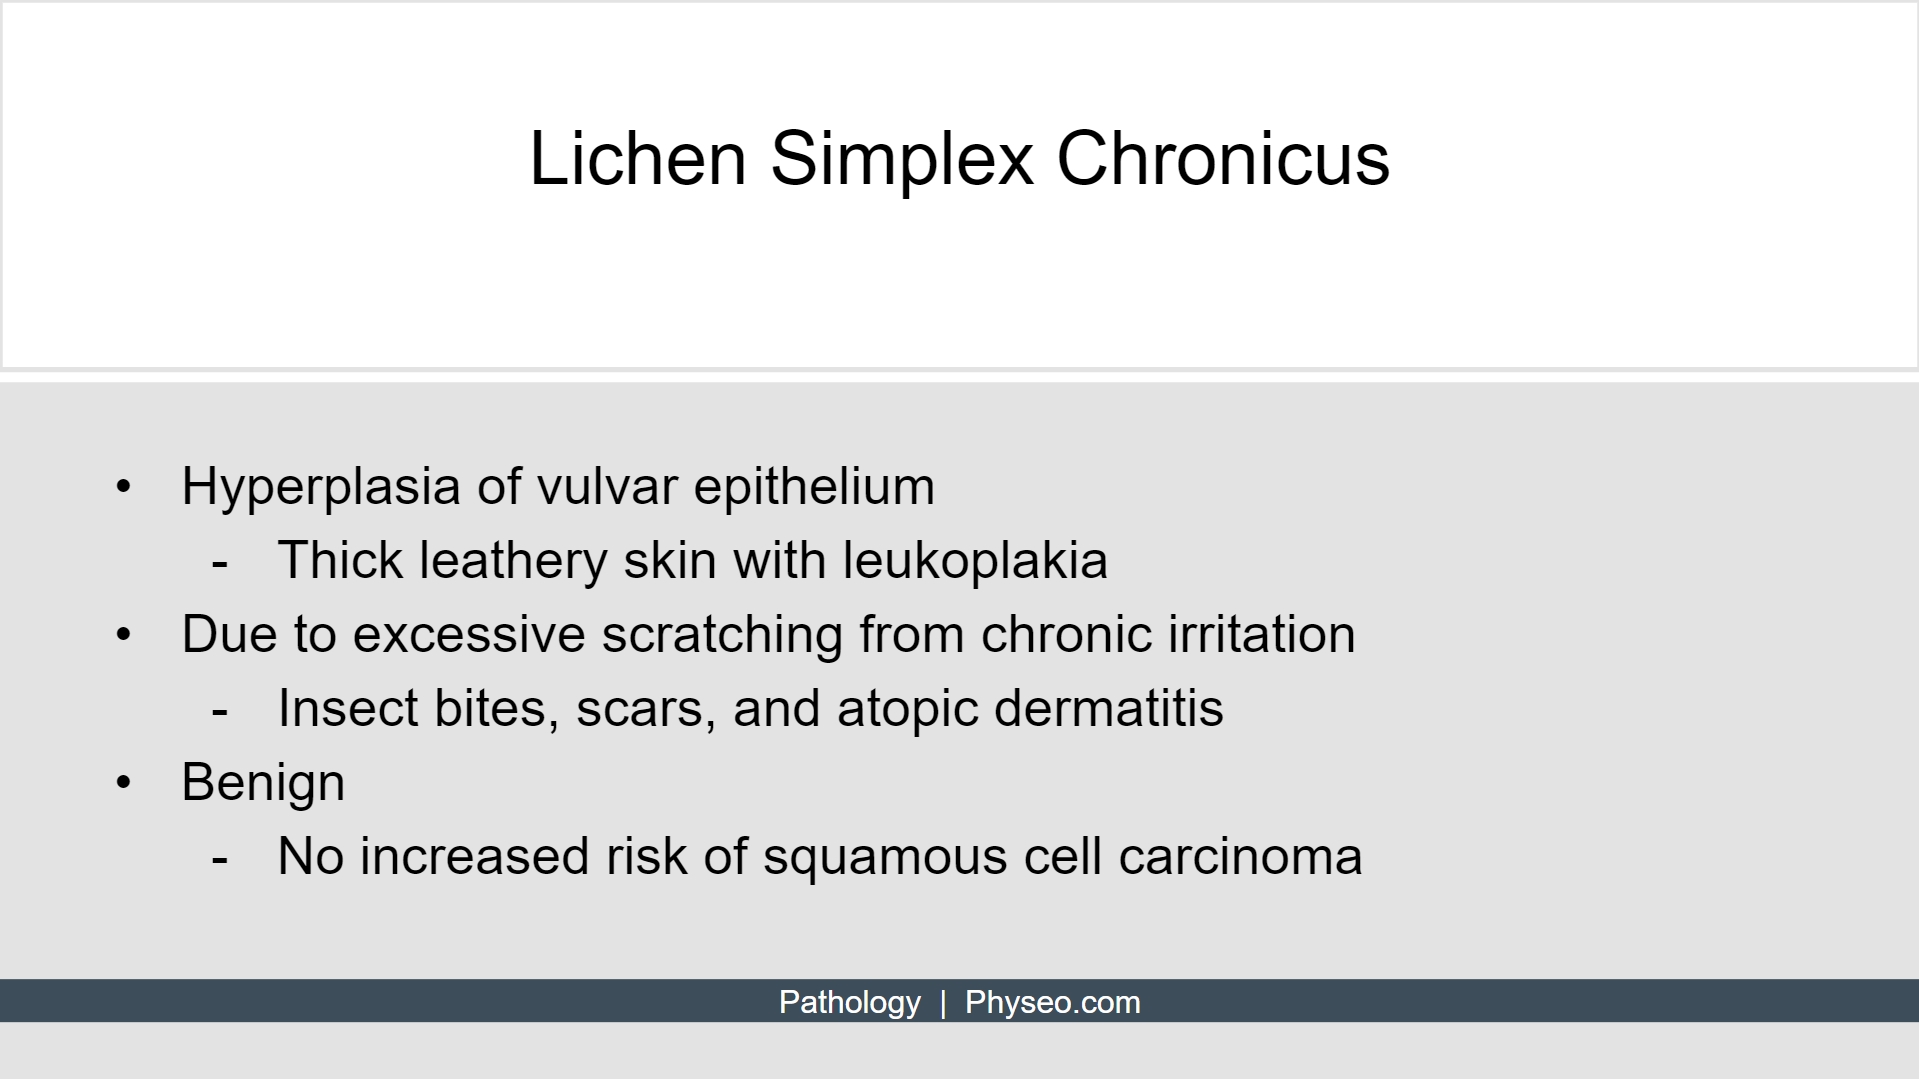 Lichen Simplex Chronicus
• Hyperplasia of vulvar epithelium
- Thick leathery skin with leukoplakia
• Due to excessive scratching from chronic irritation
- Insect bites, scars, and atopic dermatitis
• Benign
- No increased risk of squamous cell carcinoma
Pathology | Physeo.com